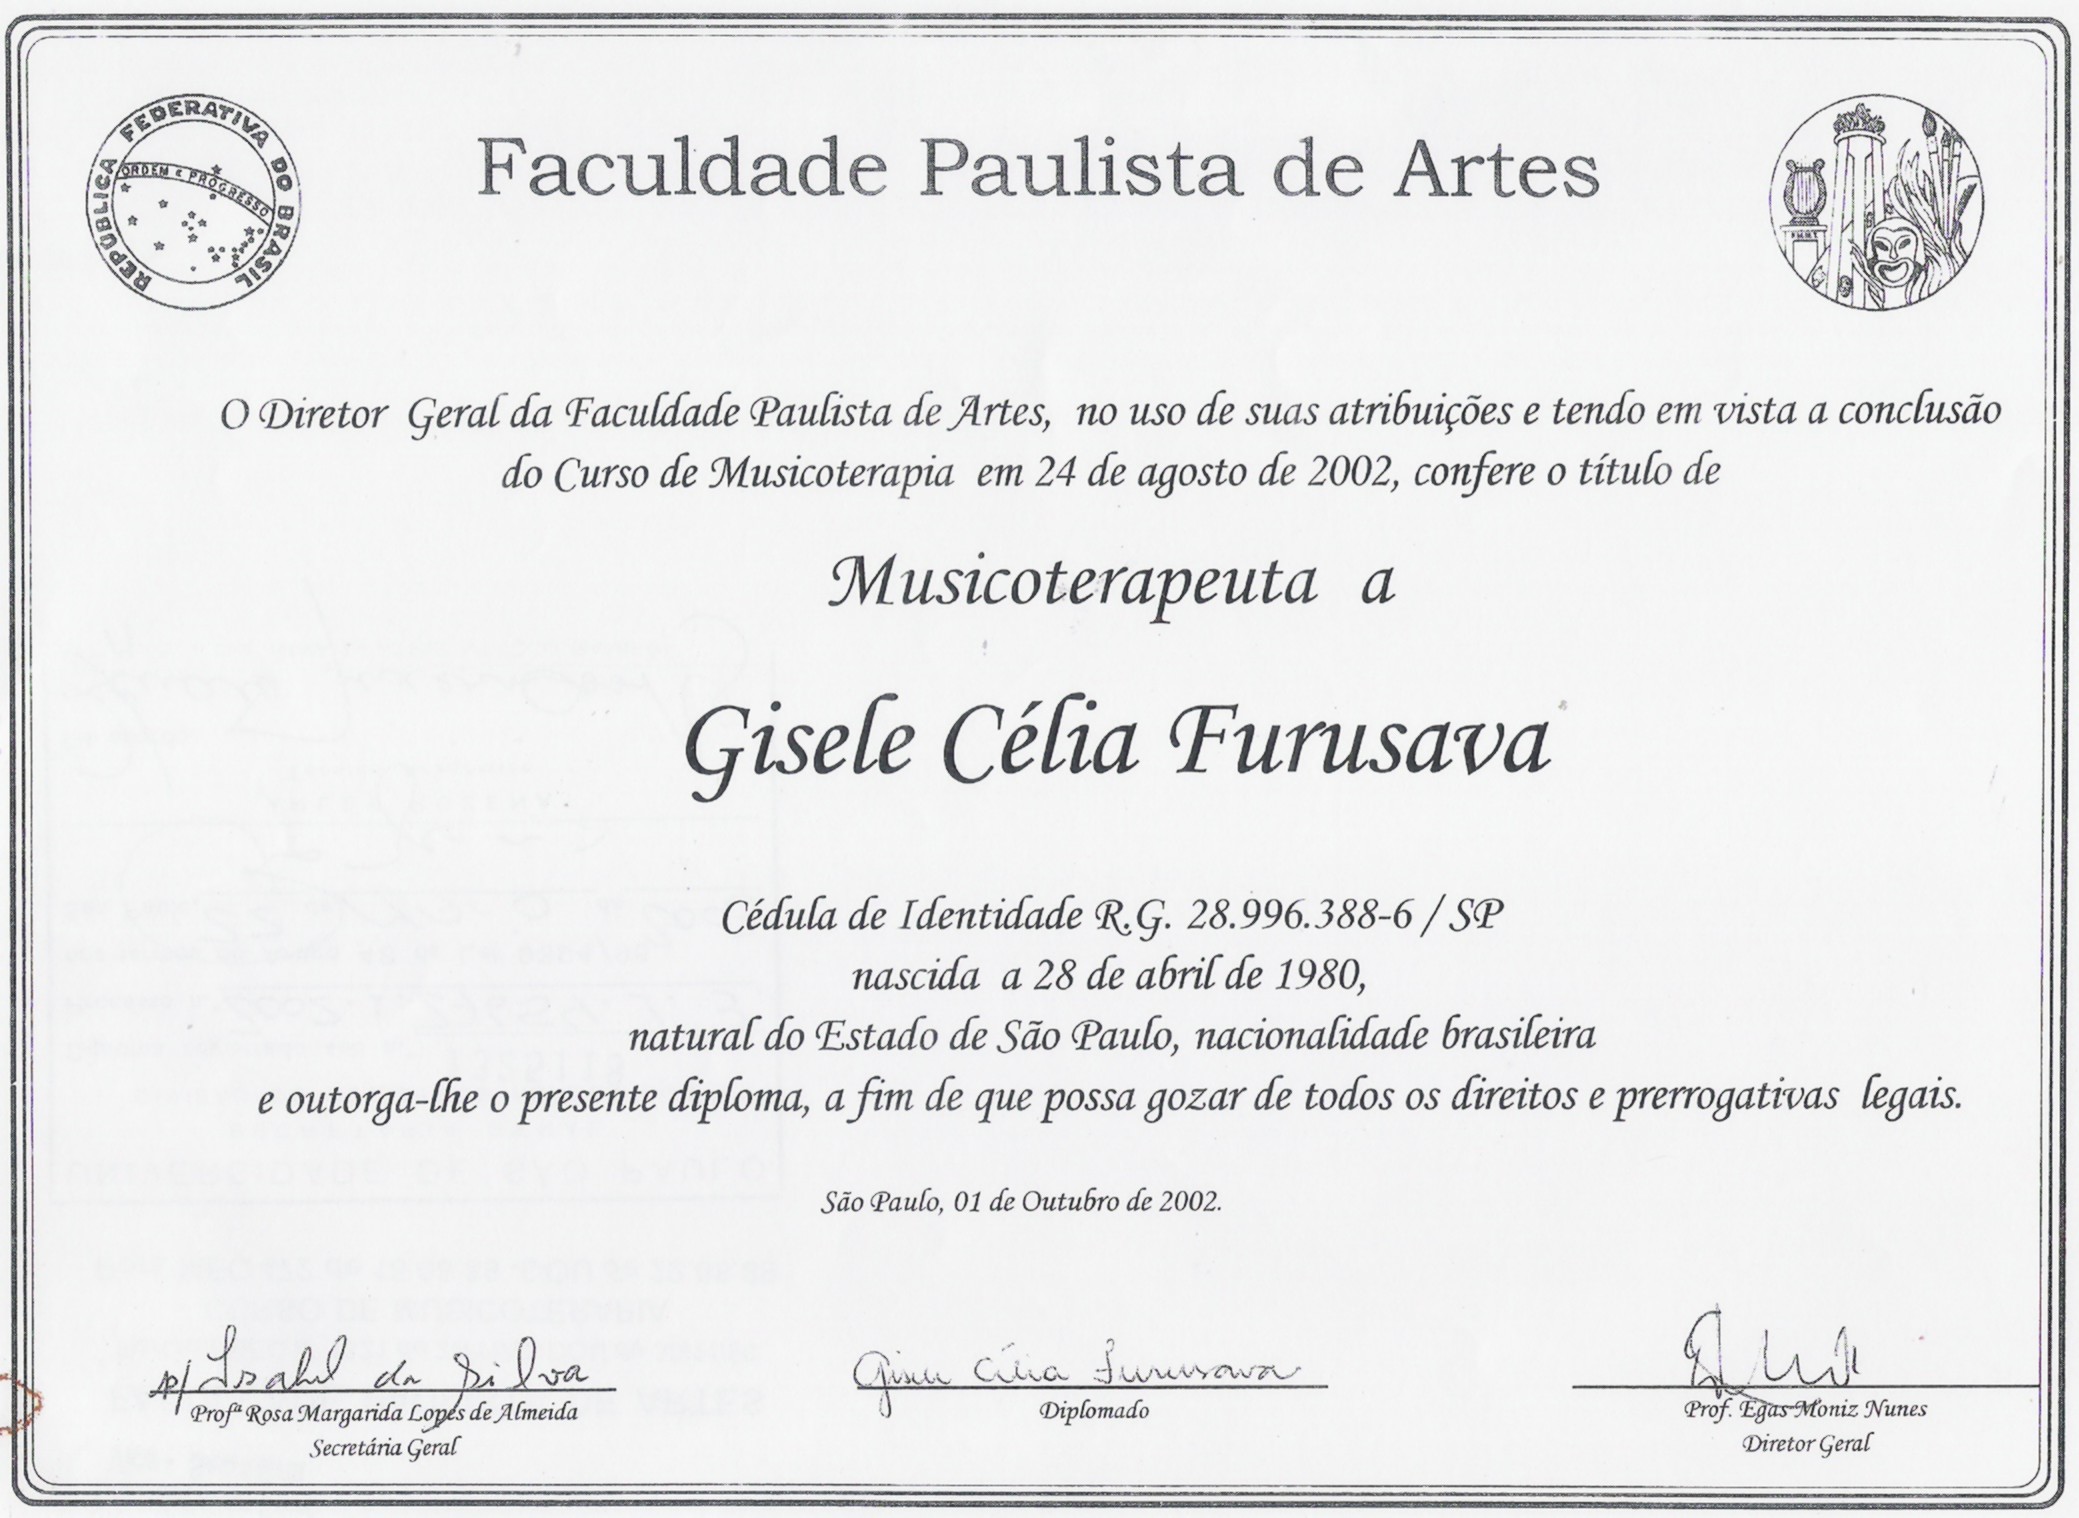 REPÚBLICA FEDERATIVA DO BRASIL
ORDEM E PROGRESSO
Faculdade Paulista de Artes
O Diretor Geral da Faculdade Paulista de Artes, no uso de suas atribuições e tendo em vista a conclusão
do Curso de Musicoterapia em 24 de agosto de 2002, confere o título de
Musicoterapeuta a
Gisele Célia Furusava
Cédula de Identidade R.G. 28.996.388-6 / SP
nascida a 28 de abril de 1980,
natural do Estado de São Paulo, nacionalidade brasileira
e outorga-lhe o presente diploma, a fim de que possa gozar de todos os direitos e prerrogativas legais.
São Paulo, 01 de Outubro de 2002.
p/ Isabel da Silva
Profª Rosa Margarida Lopes de Almeida
Secretária Geral
Gisele Célia Furusava
Diplomado
Prof. Egas Moniz Nunes
Diretor Geral